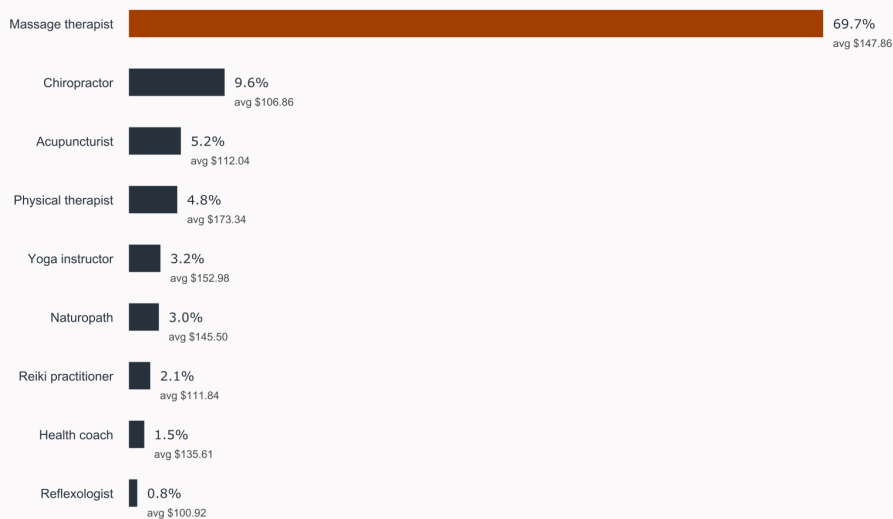 Massage therapist
69.7%
avg $147.86
Chiropractor
9.6%
avg $106.86
Acupuncturist
5.2%
avg $112.04
Physical therapist
4.8%
avg $173.34
Yoga instructor
3.2%
avg $152.98
Naturopath
3.0%
avg $145.50
Reiki practitioner
2.1%
avg $111.84
Health coach
1.5%
avg $135.61
Reflexologist
0.8%
avg $100.92